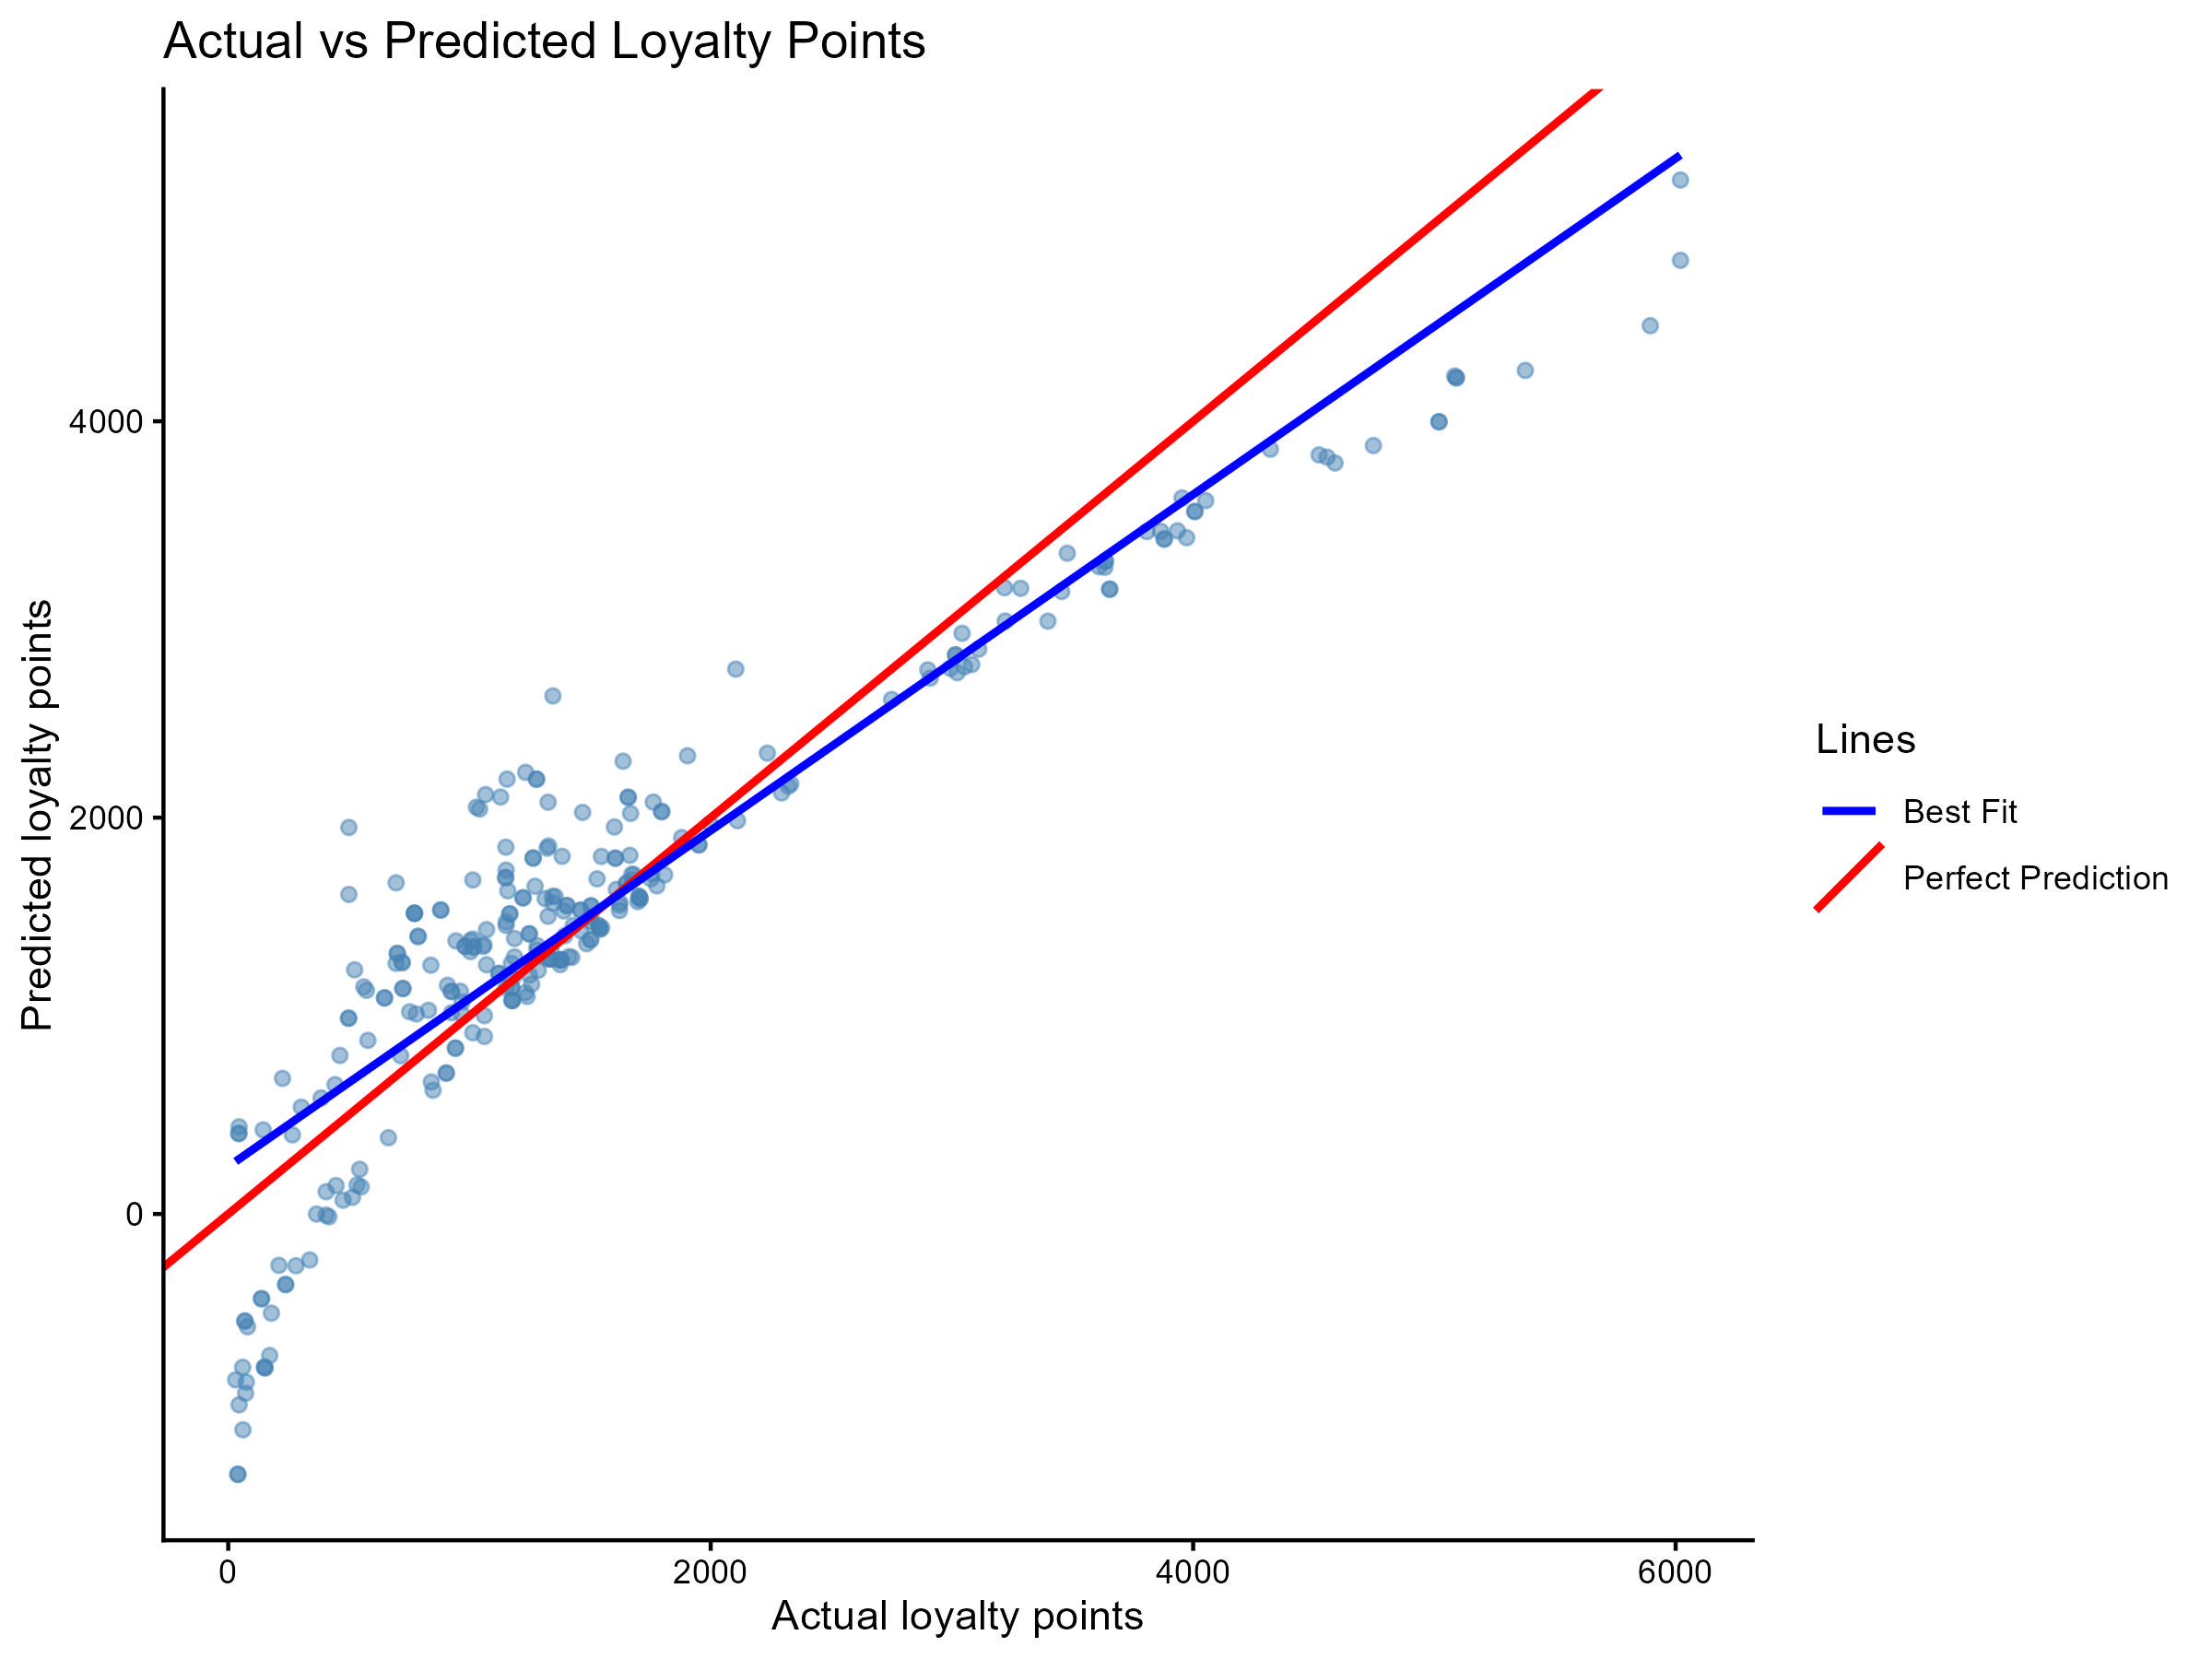 Actual vs Predicted Loyalty Points
Predicted loyalty points
4000
2000
0
0
2000
4000
6000
Actual loyalty points
Lines
Best Fit
Perfect Prediction